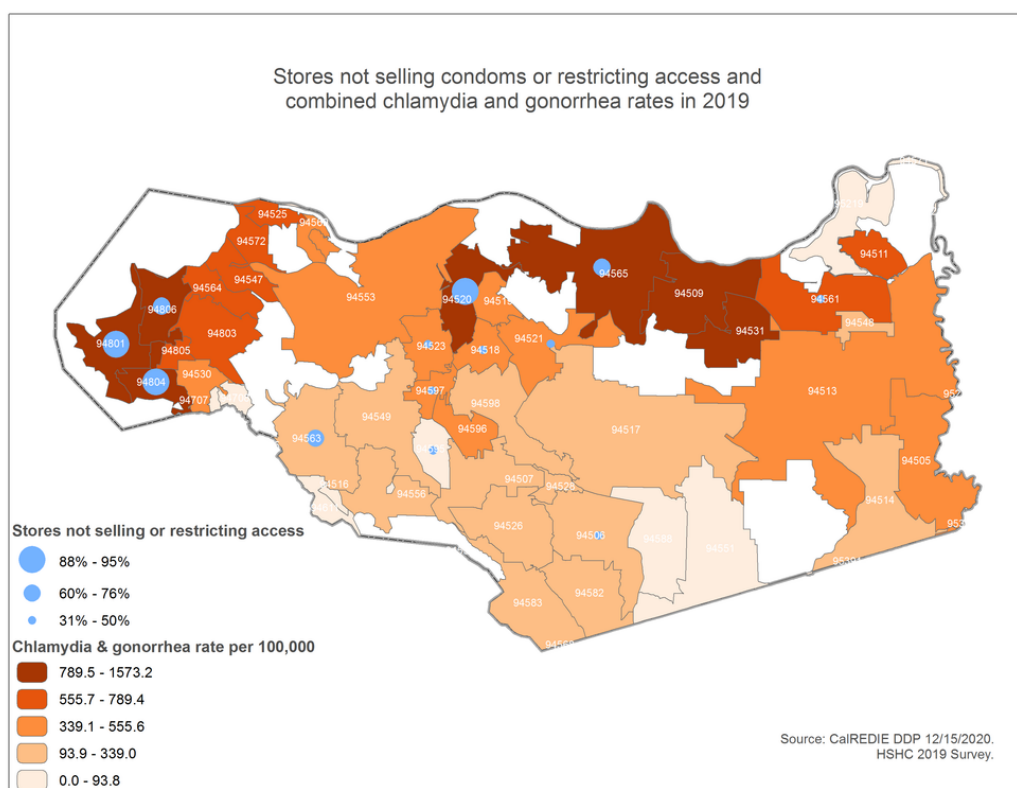 Stores not selling condoms or restricting access and
combined chlamydia and gonorrhea rates in 2019
94525
94572
94564
94547
94553
94806
94803
94801
94805
94804
94530
94707
94520
94518
94523
94521
94597
94598
94596
94549
94563
94516
94556
94507
94528
94526
94506
94583
94582
94588
94551
94517
94565
94509
94531
94561
94511
94548
94513
94505
94514
Stores not selling or restricting access
88% - 95%
60% - 76%
31% - 50%
Chlamydia & gonorrhea rate per 100,000
789.5 - 1573.2
555.7 - 789.4
339.1 - 555.6
93.9 - 339.0
0.0 - 93.8
Source: CalREDIE DDP 12/15/2020.
HSHC 2019 Survey.